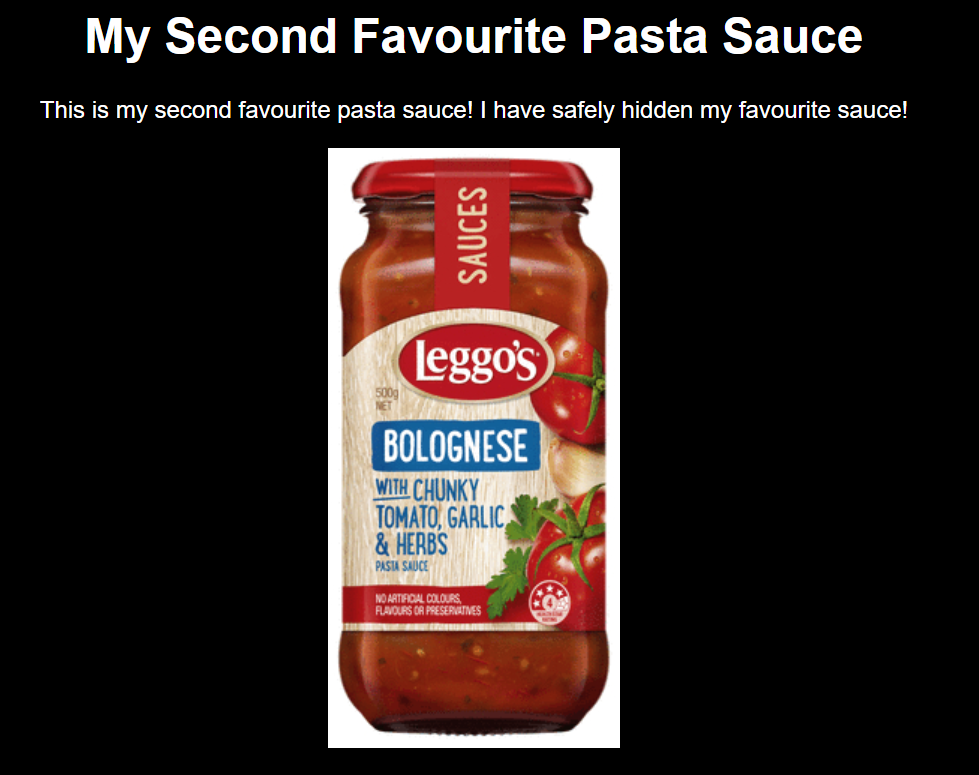 My Second Favourite Pasta Sauce
This is my second favourite pasta sauce! I have safely hidden my favourite sauce!
SAUCES
Leggo's
500g
NET
BOLOGNESE
WITH CHUNKY
TOMATO, GARLIC
& HERBS
PASTA SAUCE
NO ARTIFICIAL COLOURS,
FLAVOURS OR PRESERVATIVES
4